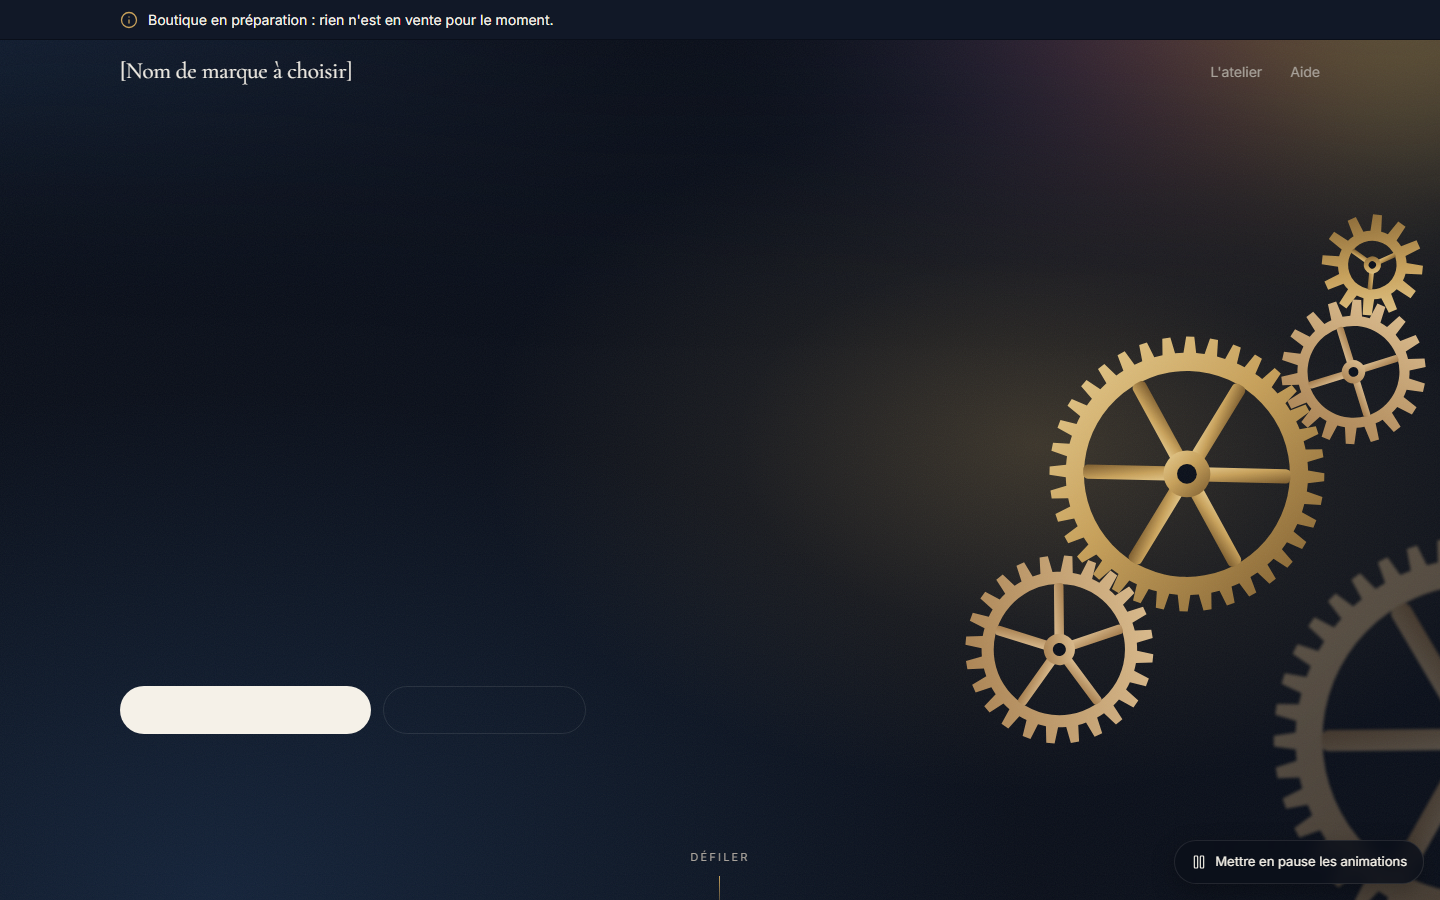 Boutique en préparation : rien n'est en vente pour le moment.
[Nom de marque à choisir]
L'atelier
Aide
DÉFILER
Mettre en pause les animations